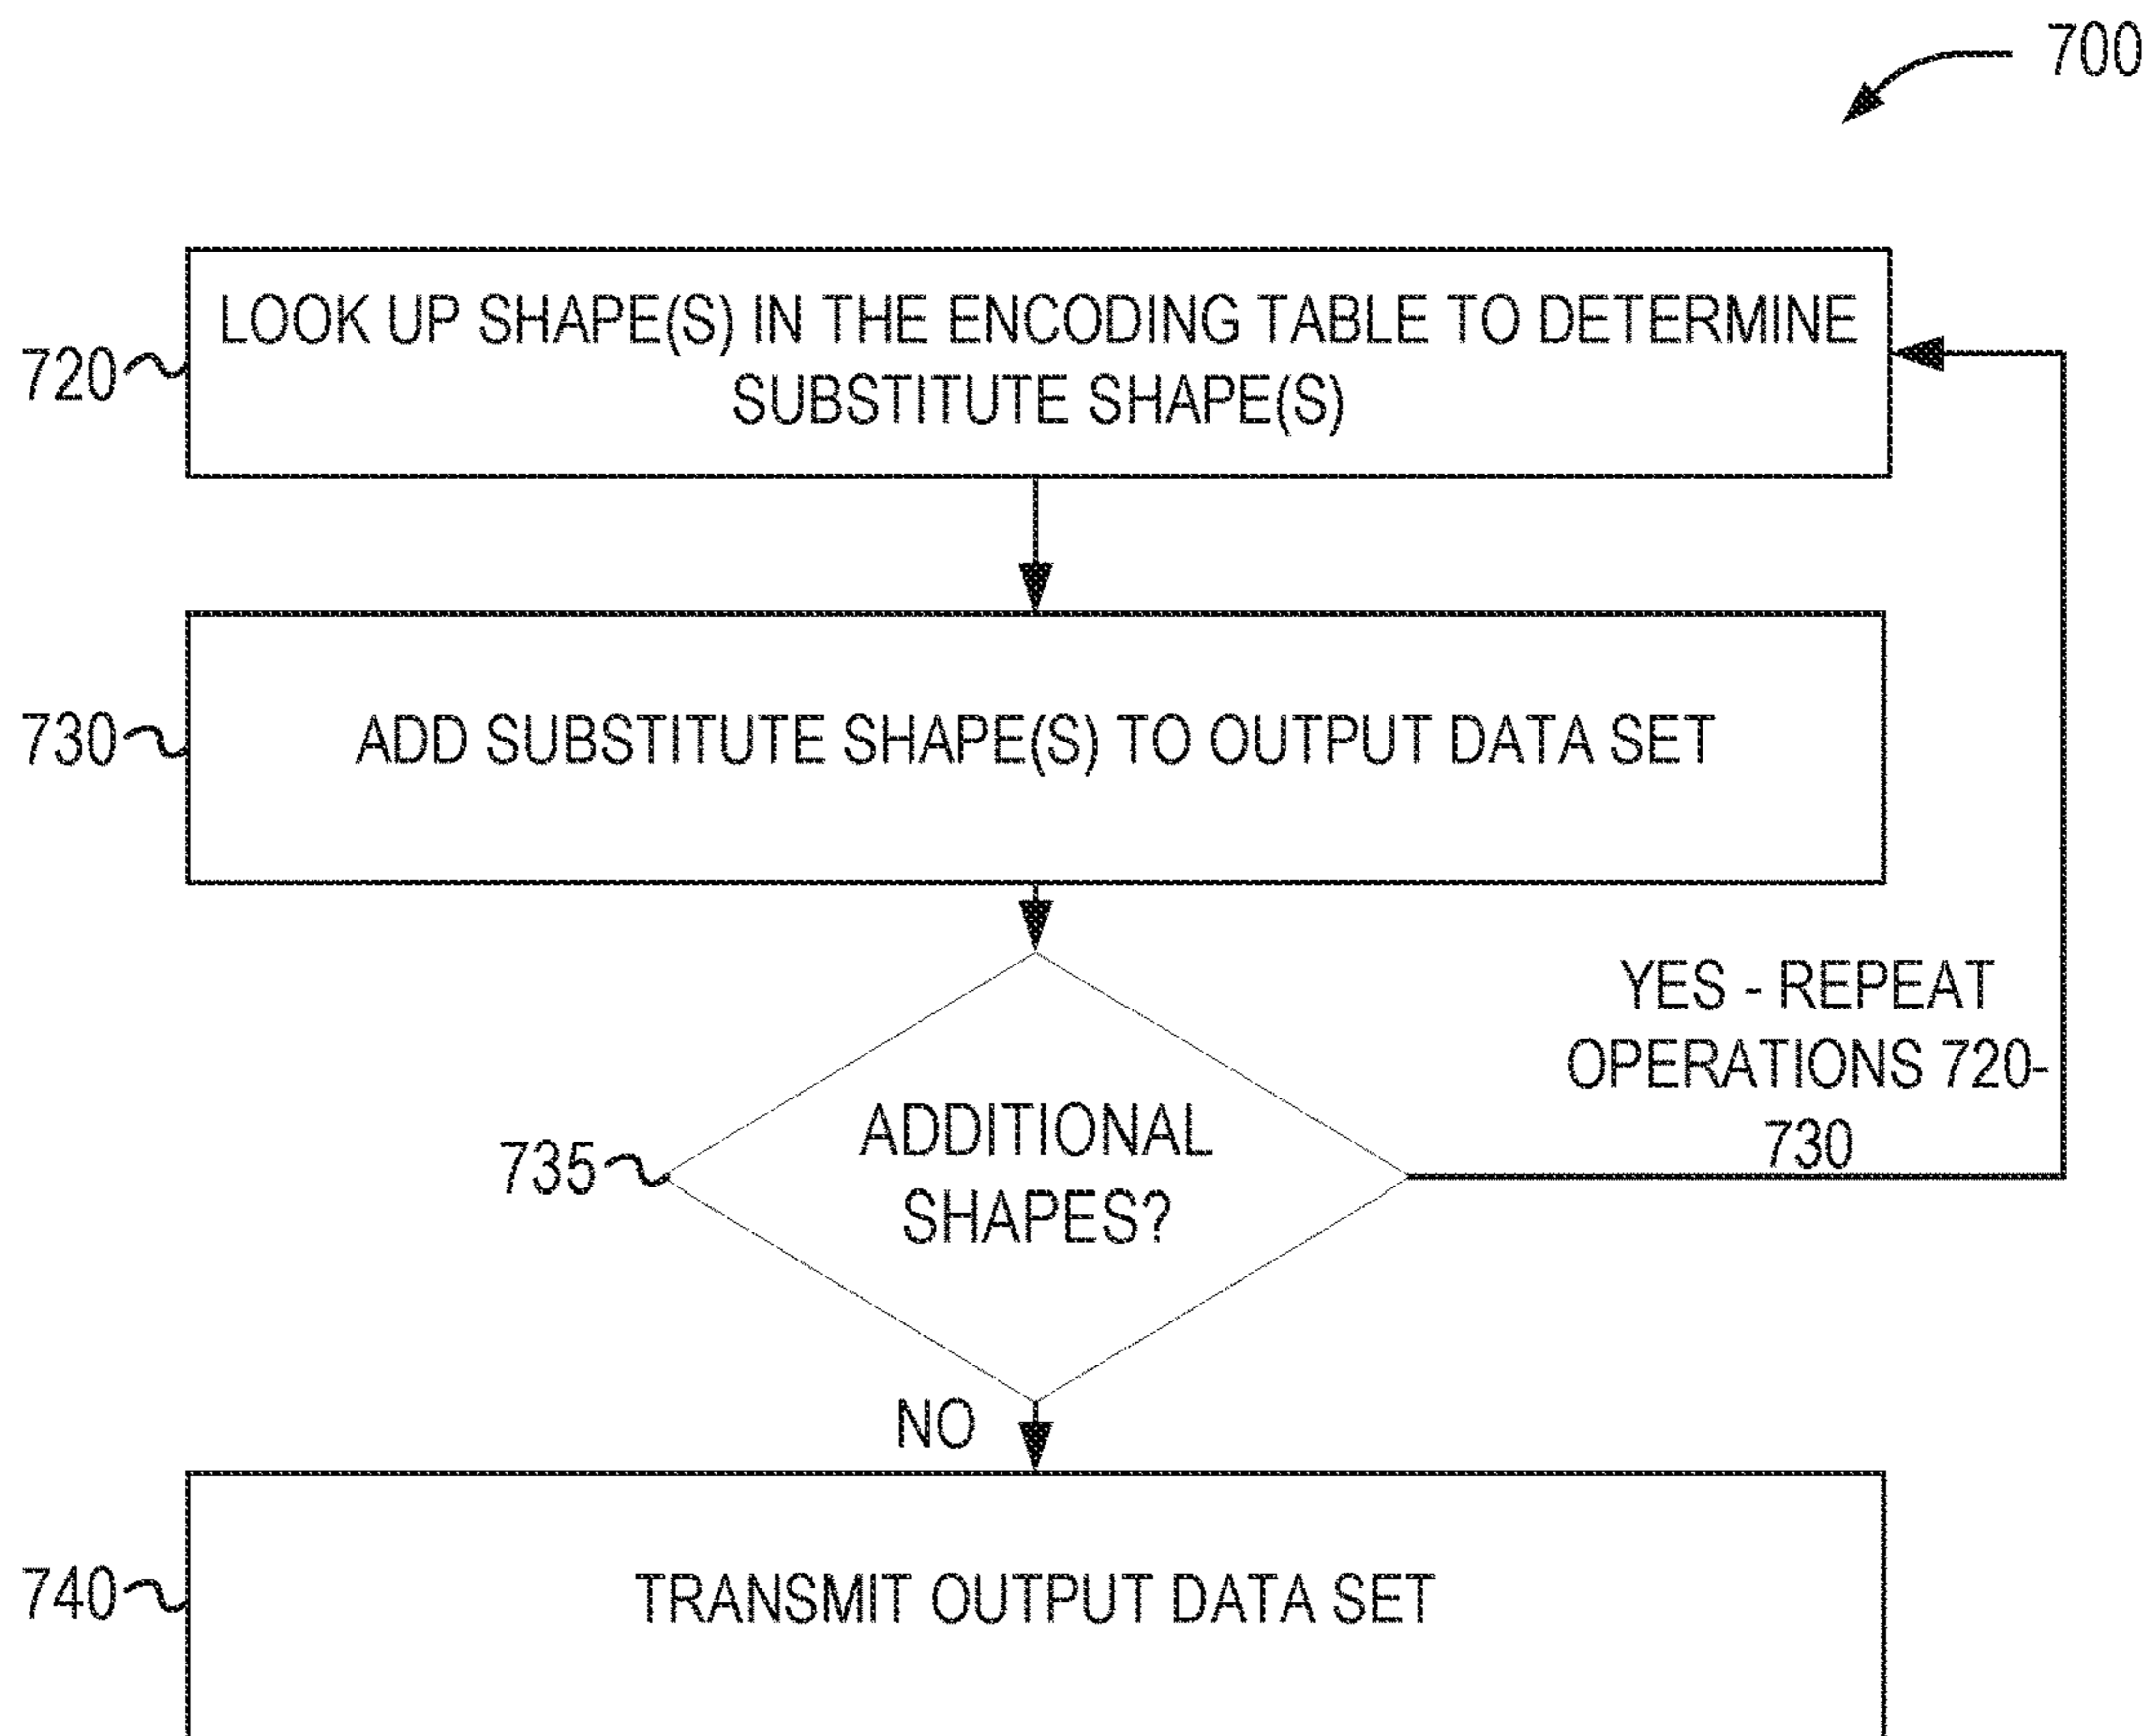 700
720
LOOK UP SHAPE(S) IN THE ENCODING TABLE TO DETERMINE
SUBSTITUTE SHAPE(S)
730
ADD SUBSTITUTE SHAPE(S) TO OUTPUT DATA SET
YES - REPEAT
OPERATIONS 720-
730
735
ADDITIONAL
SHAPES?
NO
740
TRANSMIT OUTPUT DATA SET